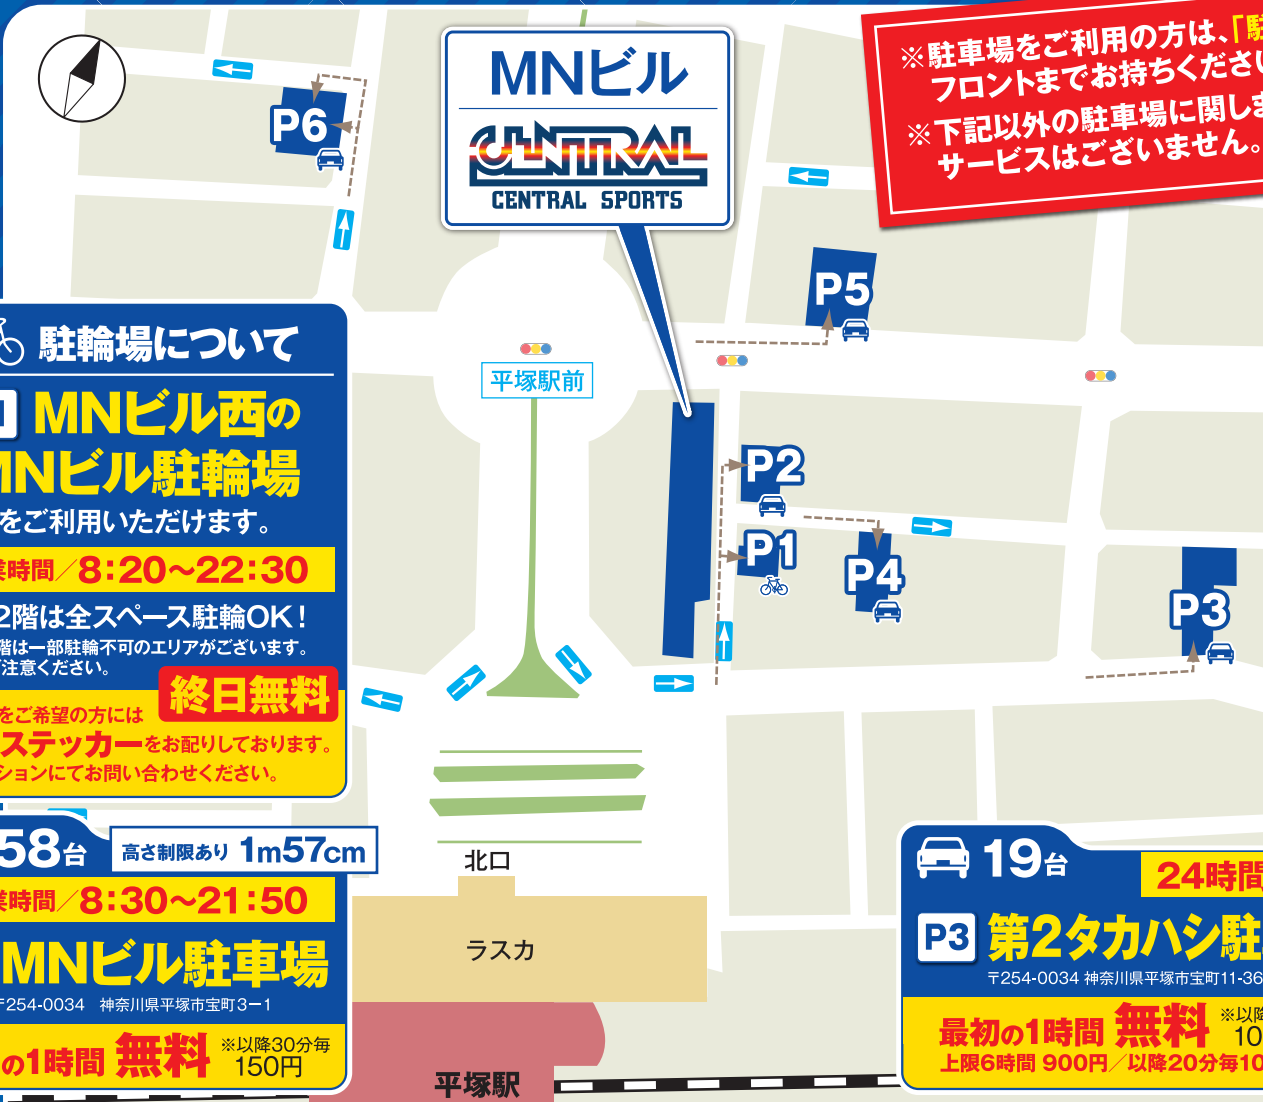 MNビル
CENTRAL
CENTRAL SPORTS
※駐車場をご利用の方は、「駐
フロントまでお持ちください
※下記以外の駐車場に関しま
サービスはございません。
P6
P5
平塚駅前
P2
P1
P4
P3
駐輪場について
MNビル西の
MNビル駐輪場
をご利用いただけます。
業時間／8:20〜22:30
2階は全スペース駐輪OK!
階は一部駐輪不可のエリアがございます。
ご注意ください。
終日無料
をご希望の方には
ステッカーをお配りしております。
ションにてお問い合わせください。
58台
高さ制限あり 1m57cm
業時間／8:30〜21:50
MNビル駐車場
〒254-0034 神奈川県平塚市宝町3ー1
の1時間 無料 ※以降30分毎
150円
北口
ラスカ
平塚駅
19台
24時間
P3 第2タカハシ駐
〒254-0034 神奈川県平塚市宝町11-36
最初の1時間 無料 ※以降
10
上限6時間 900円／以降20分毎10